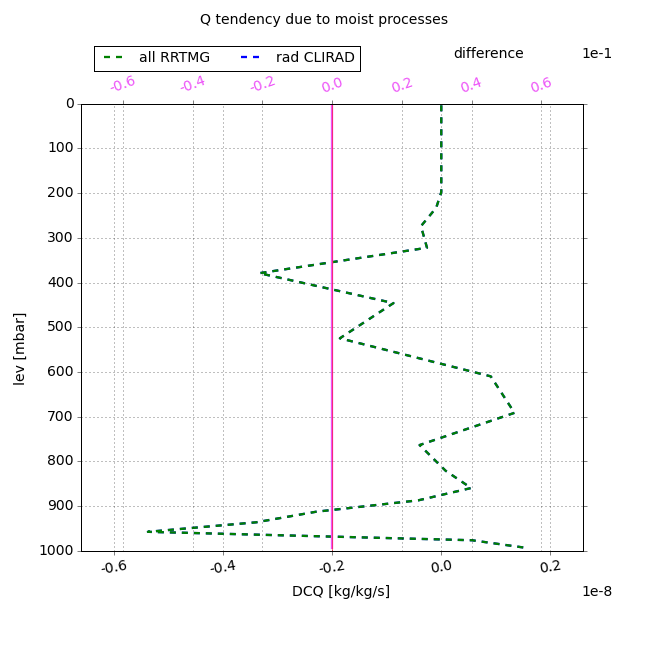 Q tendency due to moist processes
all RRTMG rad CLIRAD difference 1e-1
-0.6 -0.4 -0.2 0.0 0.2 0.4 0.6
0
100
200
300
400
500
600
700
800
900
1000
lev [mbar]
-0.6 -0.4 -0.2 0.0 0.2
DCQ [kg/kg/s] 1e-8